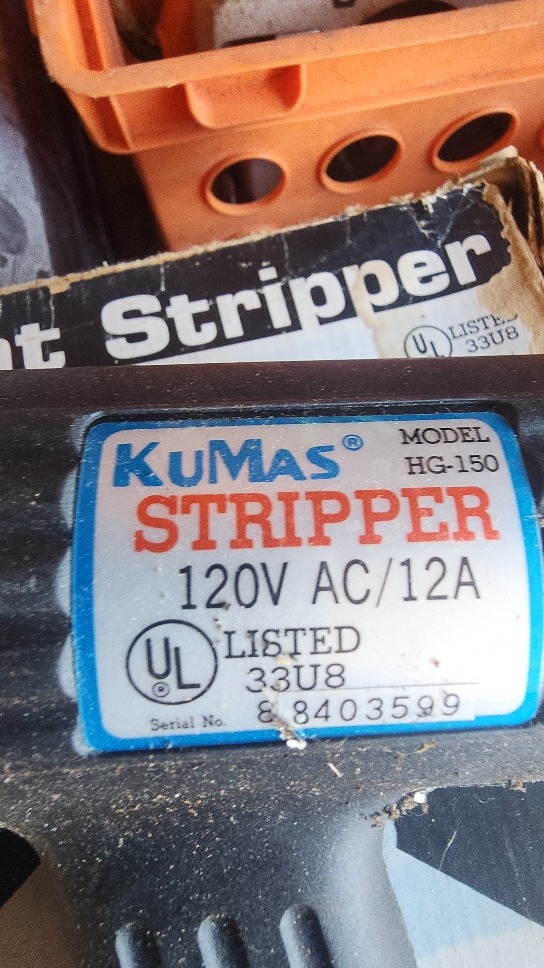 Stripper
UL LISTED
33U8
KUMAS® MODEL
HG-150
STRIPPER
120V AC/12A
UL® LISTED
33U8
Serial No. 8 8403599